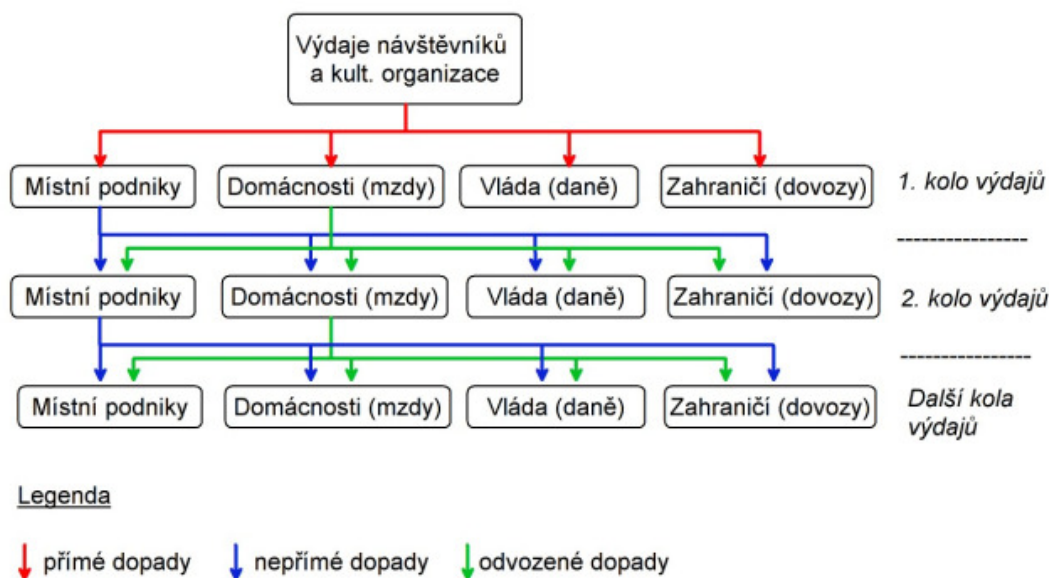 Výdaje návštěvníků
a kult. organizace
Místní podniky
Domácnosti (mzdy)
Vláda (daně)
Zahraničí (dovozy)
1. kolo výdajů
----------------
Místní podniky
Domácnosti (mzdy)
Vláda (daně)
Zahraničí (dovozy)
2. kolo výdajů
----------------
Místní podniky
Domácnosti (mzdy)
Vláda (daně)
Zahraničí (dovozy)
Další kola
výdajů
Legenda
přímé dopady
nepřímé dopady
odvozené dopady